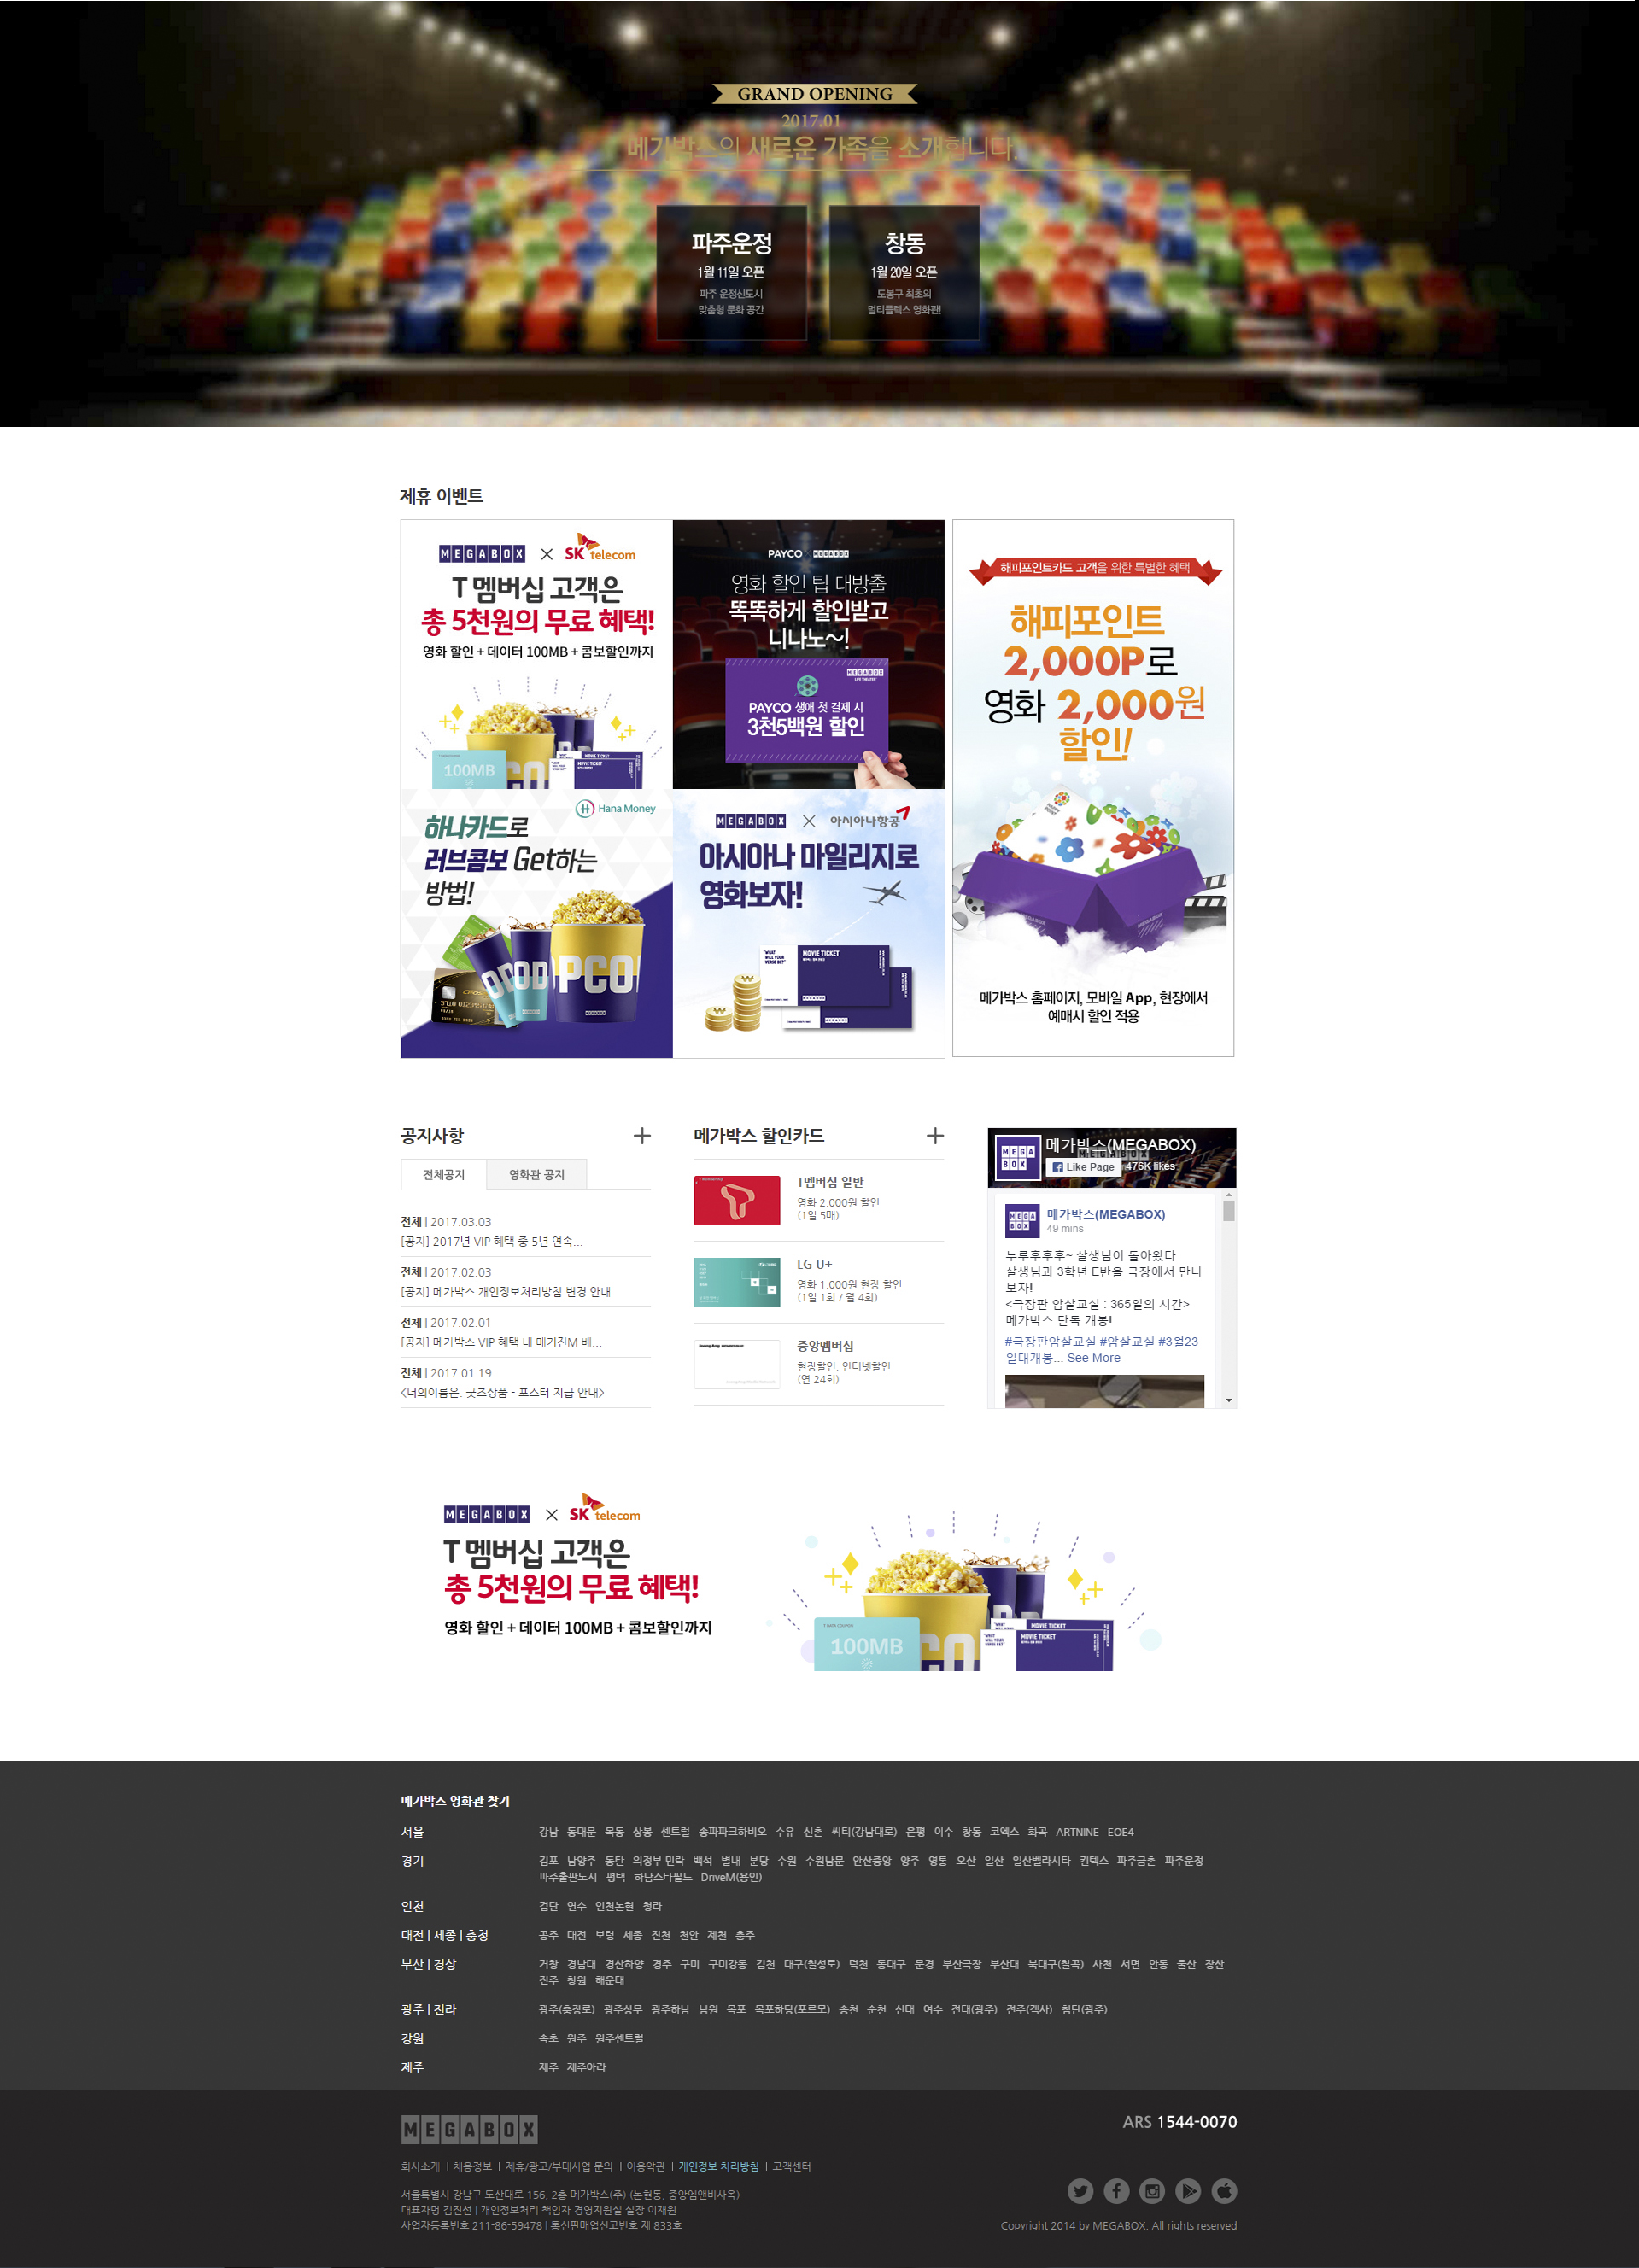 GRAND OPENING
2017.01
메가박스의 새로운 가족을 소개합니다.
파주운정
1월 11일 오픈
파주 운정신도시
맞춤형 문화 공간
창동
1월 20일 오픈
도봉구 최초의
멀티플렉스 영화관!
제휴 이벤트
MEGABOX × SK telecom
T 멤버십 고객은
총 5천원의 무료 혜택!
영화 할인 + 데이터 100MB + 콤보할인까지
100MB
MOVIE TICKET
PAYCO MEGABOX
영화 할인 팁 대방출
똑똑하게 할인받고
니나노~!
MEGABOX
PAYCO 생애 첫 결제 시
3천5백원 할인
Hana Money
하나카드로
러브콤보 Get하는
방법!
MEGABOX × 아시아나항공
아시아나 마일리지로
영화보자!
"WHAT WILL YOUR VERSE BE?"
MOVIE TICKET
해피포인트카드 고객을 위한 특별한 혜택
해피포인트
2,000P로
영화 2,000원
할인!
메가박스 홈페이지, 모바일 App, 현장에서
예매시 할인 적용
공지사항
전체공지 영화관 공지
전체 | 2017.03.03
[공지] 2017년 VIP 혜택 중 5년 연속...
전체 | 2017.02.03
[공지] 메가박스 개인정보처리방침 변경 안내
전체 | 2017.02.01
[공지] 메가박스 VIP 혜택 내 매거진M 배...
전체 | 2017.01.19
<너의이름은. 굿즈상품 - 포스터 지급 안내>
메가박스 할인카드
T멤버십 일반
영화 2,000원 할인
(1일 5매)
LG U+
영화 1,000원 현장 할인
(1일 1회 / 월 4회)
중앙멤버십
현장할인, 인터넷할인
(연 24회)
MEGABOX
메가박스(MEGABOX)
Like Page 476K likes
MEGABOX
메가박스(MEGABOX)
49 mins
누루후후후~ 살생님이 돌아왔다
살생님과 3학년 E반을 극장에서 만나
보자!
<극장판 암살교실 : 365일의 시간>
메가박스 단독 개봉!
#극장판암살교실 #암살교실 #3월23
일대개봉... See More
MEGABOX × SK telecom
T 멤버십 고객은
총 5천원의 무료 혜택!
영화 할인 + 데이터 100MB + 콤보할인까지
T DATA COUPON
100MB
"WHAT WILL YOUR VERSE BE?"
MOVIE TICKET
MOVIE TICKET
메가박스 영화관 찾기
서울 강남 동대문 목동 상봉 센트럴 송파파크하비오 수유 신촌 씨티(강남대로) 은평 이수 창동 코엑스 화곡 ARTNINE EOE4
경기 김포 남양주 동탄 의정부 민락 백석 별내 분당 수원 수원남문 안산중앙 양주 영통 오산 일산 일산벨라시타 킨텍스 파주금촌 파주운정
파주출판도시 평택 하남스타필드 DriveM(용인)
인천 검단 연수 인천논현 청라
대전 | 세종 | 충청 공주 대전 보령 세종 진천 천안 제천 충주
부산 | 경상 거창 경남대 경산하양 경주 구미 구미강동 김천 대구(칠성로) 덕천 동대구 문경 부산극장 부산대 북대구(칠곡) 사천 서면 안동 울산 장산
진주 창원 해운대
광주 | 전라 광주(충장로) 광주상무 광주하남 남원 목포 목포하당(포르모) 송천 순천 신대 여수 전대(광주) 전주(객사) 첨단(광주)
강원 속초 원주 원주센트럴
제주 제주 제주아라
MEGABOX
ARS 1544-0070
회사소개 | 채용정보 | 제휴/광고/부대사업 문의 | 이용약관 | 개인정보 처리방침 | 고객센터
서울특별시 강남구 도산대로 156, 2층 메가박스(주) (논현동, 중앙엠앤비사옥)
대표자명 김진선 | 개인정보처리 책임자 경영지원실 실장 이재원
사업자등록번호 211-86-59478 | 통신판매업신고번호 제 833호
Copyright 2014 by MEGABOX. All rights reserved